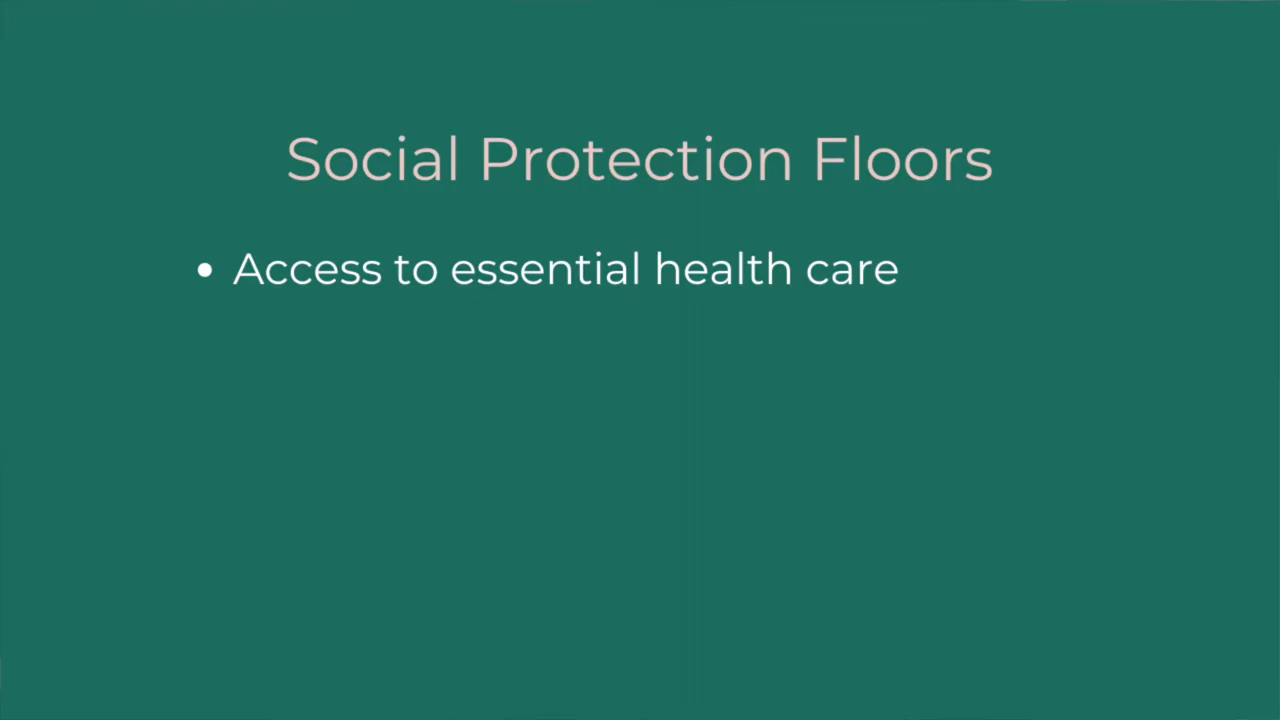 Social Protection Floors
• Access to essential health care